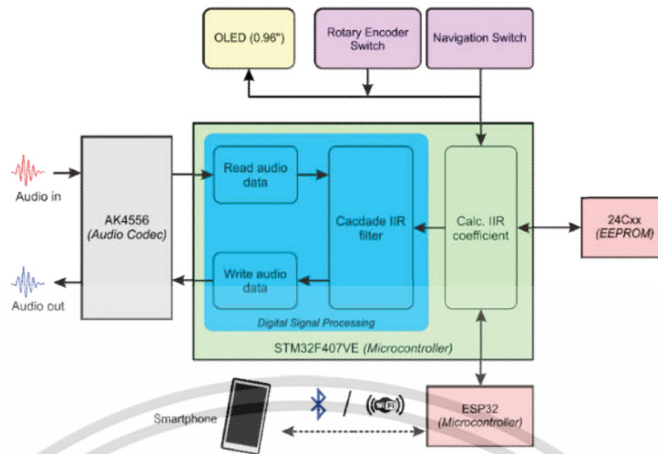 OLED (0.96")
Rotary Encoder
Switch
Navigation Switch
Audio in
AK4556
(Audio Codec)
Audio out
Read audio
data
Cacdade IIR
filter
Write audio
data
Digital Signal Processing
Calc. IIR
coefficient
STM32F407VE (Microcontroller)
24Cxx
(EEPROM)
Smartphone
/
ESP32
(Microcontroller)